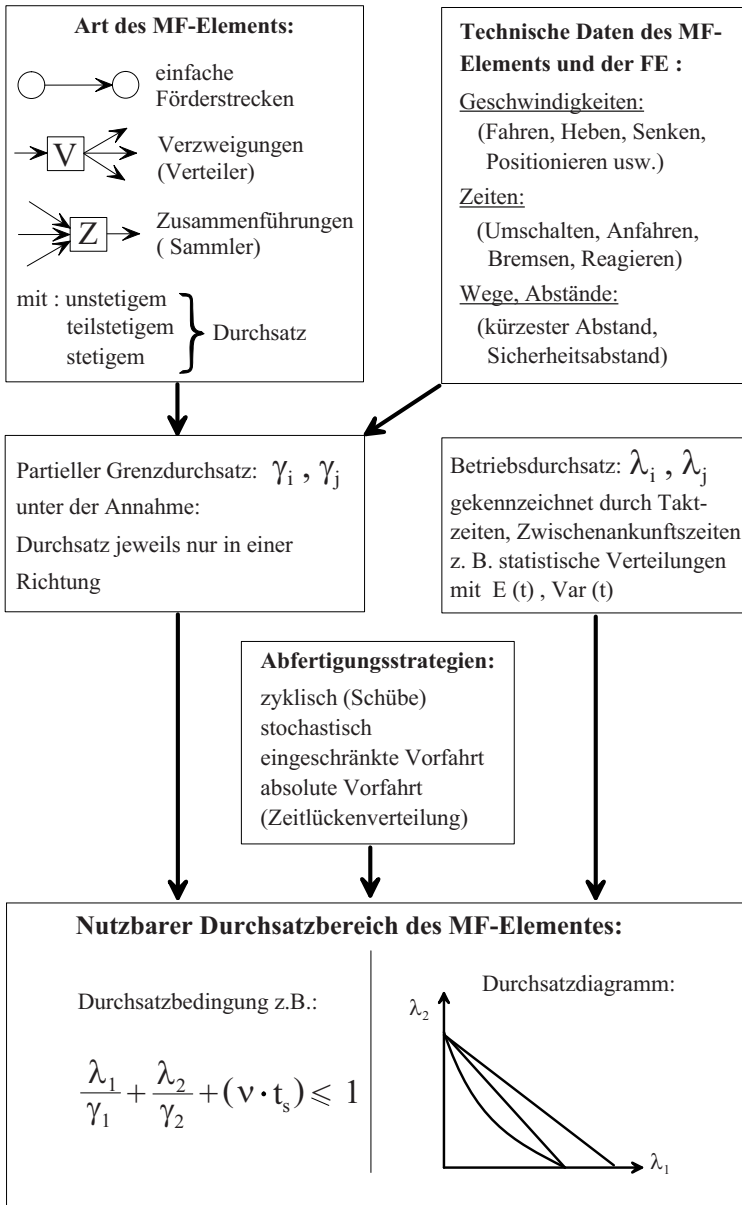 Art des MF-Elements:
einfache
Förderstrecken
V
Verzweigungen
(Verteiler)
Z
Zusammenführungen
( Sammler)
mit : unstetigem
teilstetigem
stetigem
Durchsatz
Technische Daten des MF-
Elements und der FE :
Geschwindigkeiten:
(Fahren, Heben, Senken,
Positionieren usw.)
Zeiten:
(Umschalten, Anfahren,
Bremsen, Reagieren)
Wege, Abstände:
(kürzester Abstand,
Sicherheitsabstand)
Partieller Grenzdurchsatz: γi , γj
unter der Annahme:
Durchsatz jeweils nur in einer
Richtung
Betriebsdurchsatz: λi , λj
gekennzeichnet durch Takt-
zeiten, Zwischenankunftszeiten
z. B. statistische Verteilungen
mit E (t) , Var (t)
Abfertigungsstrategien:
zyklisch (Schübe)
stochastisch
eingeschränkte Vorfahrt
absolute Vorfahrt
(Zeitlückenverteilung)
Nutzbarer Durchsatzbereich des MF-Elementes:
Durchsatzbedingung z.B.:
λ1/γ1 + λ2/γ2 + (ν · ts) ⩽ 1
Durchsatzdiagramm:
λ2
λ1